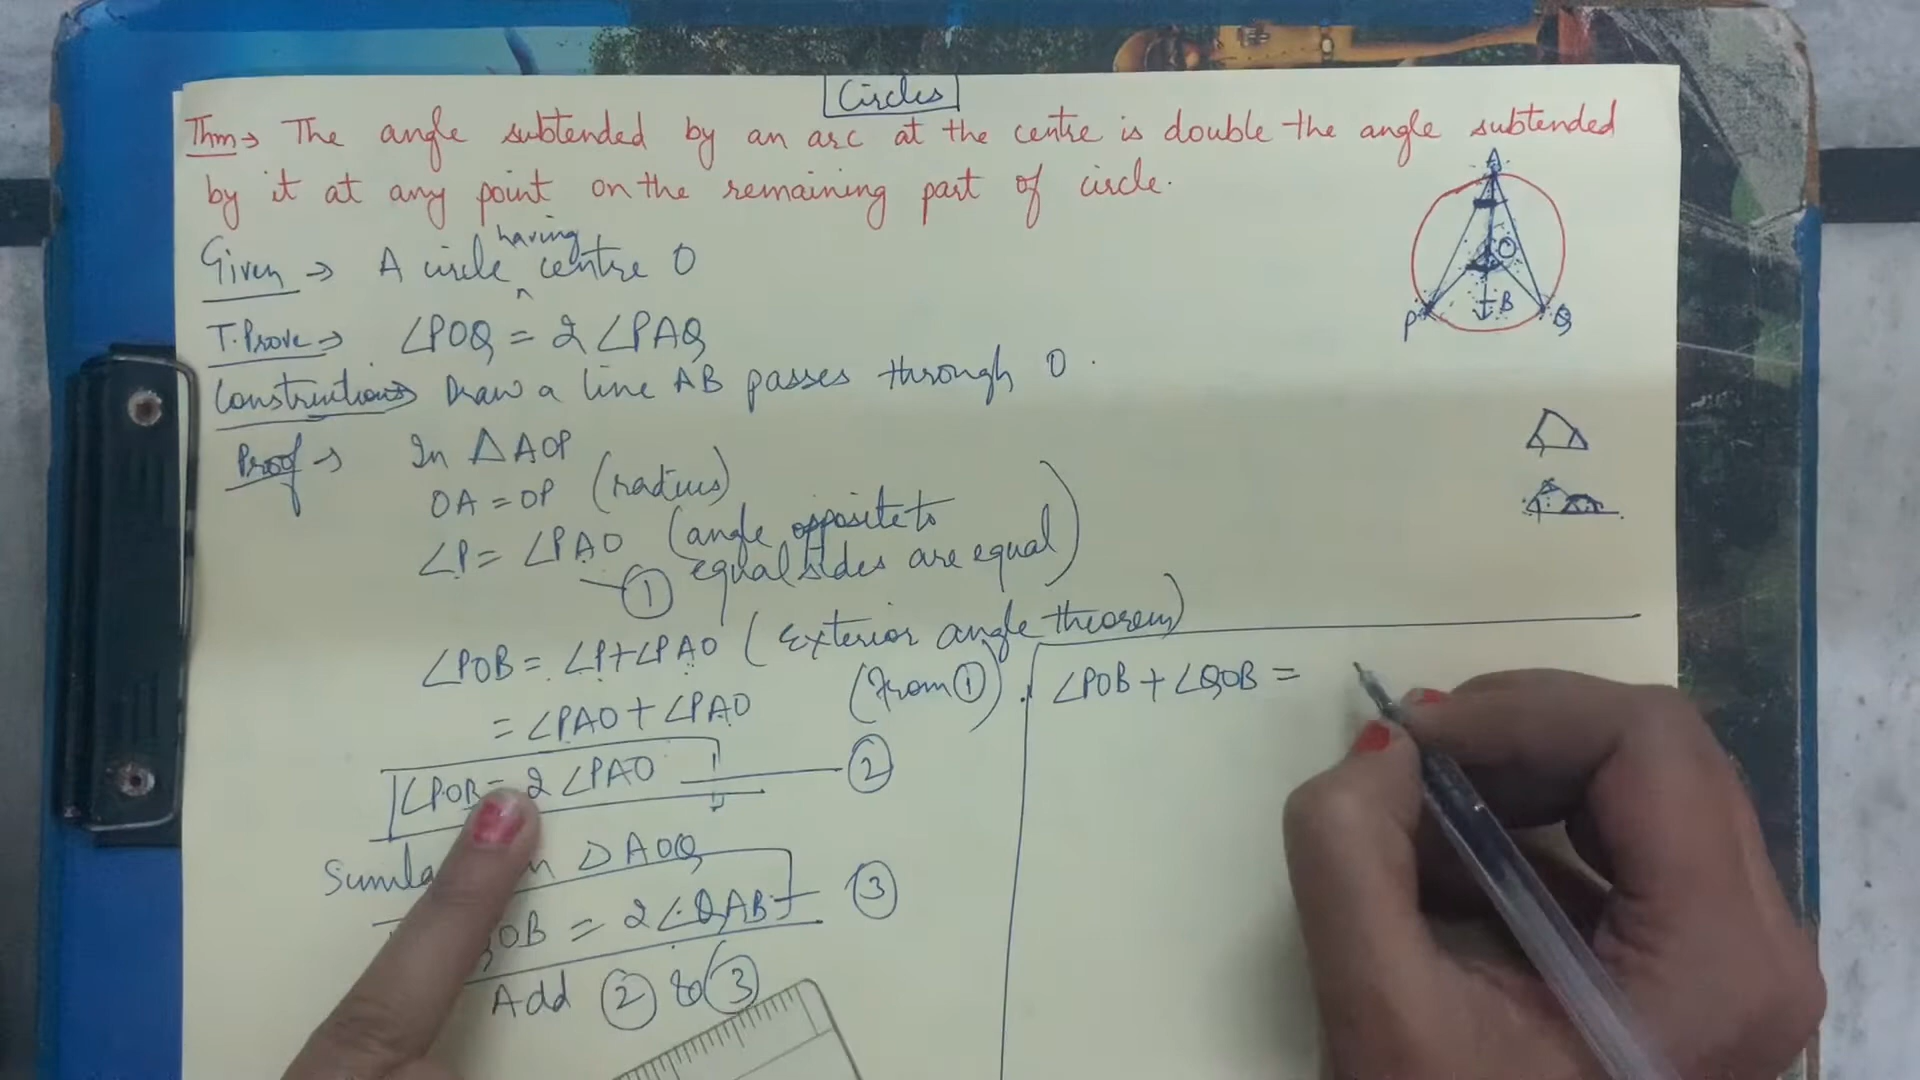 Circles
Thm→ The angle subtended by an arc at the centre is double the angle subtended
by it at any point on the remaining part of circle.
Given → A circle having centre O
T.Prove→ ∠POQ = 2 ∠PAQ
Construction→ Draw a line AB passes through O.
Proof → In △AOP
OA = OP (radius)
∠P = ∠PAO (angle opposite to
equal sides are equal)
①
∠POB = ∠P+∠PAO (Exterior angle theorem)
= ∠PAO + ∠PAO (from ①).
∠POB = 2 ∠PAO ②
△AOQ
OB = 2∠QAB ③
Add ② & ③
∠POB + ∠QOB =
A
O
B
P
Q